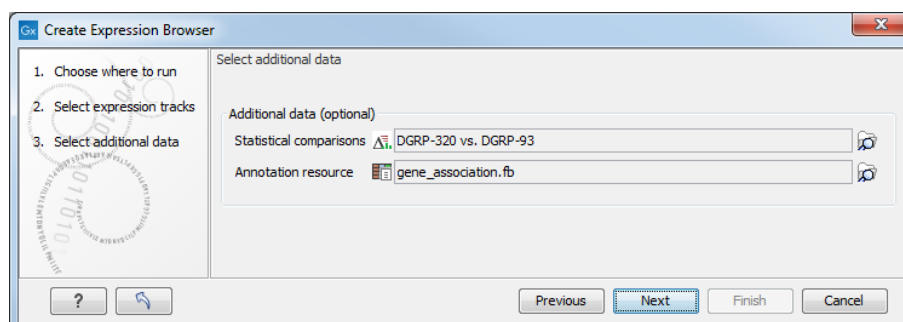 Gx Create Expression Browser
Select additional data
1. Choose where to run
2. Select expression tracks
3. Select additional data
Additional data (optional)
Statistical comparisons DGRP-320 vs. DGRP-93
Annotation resource gene_association.fb
? Previous Next Finish Cancel